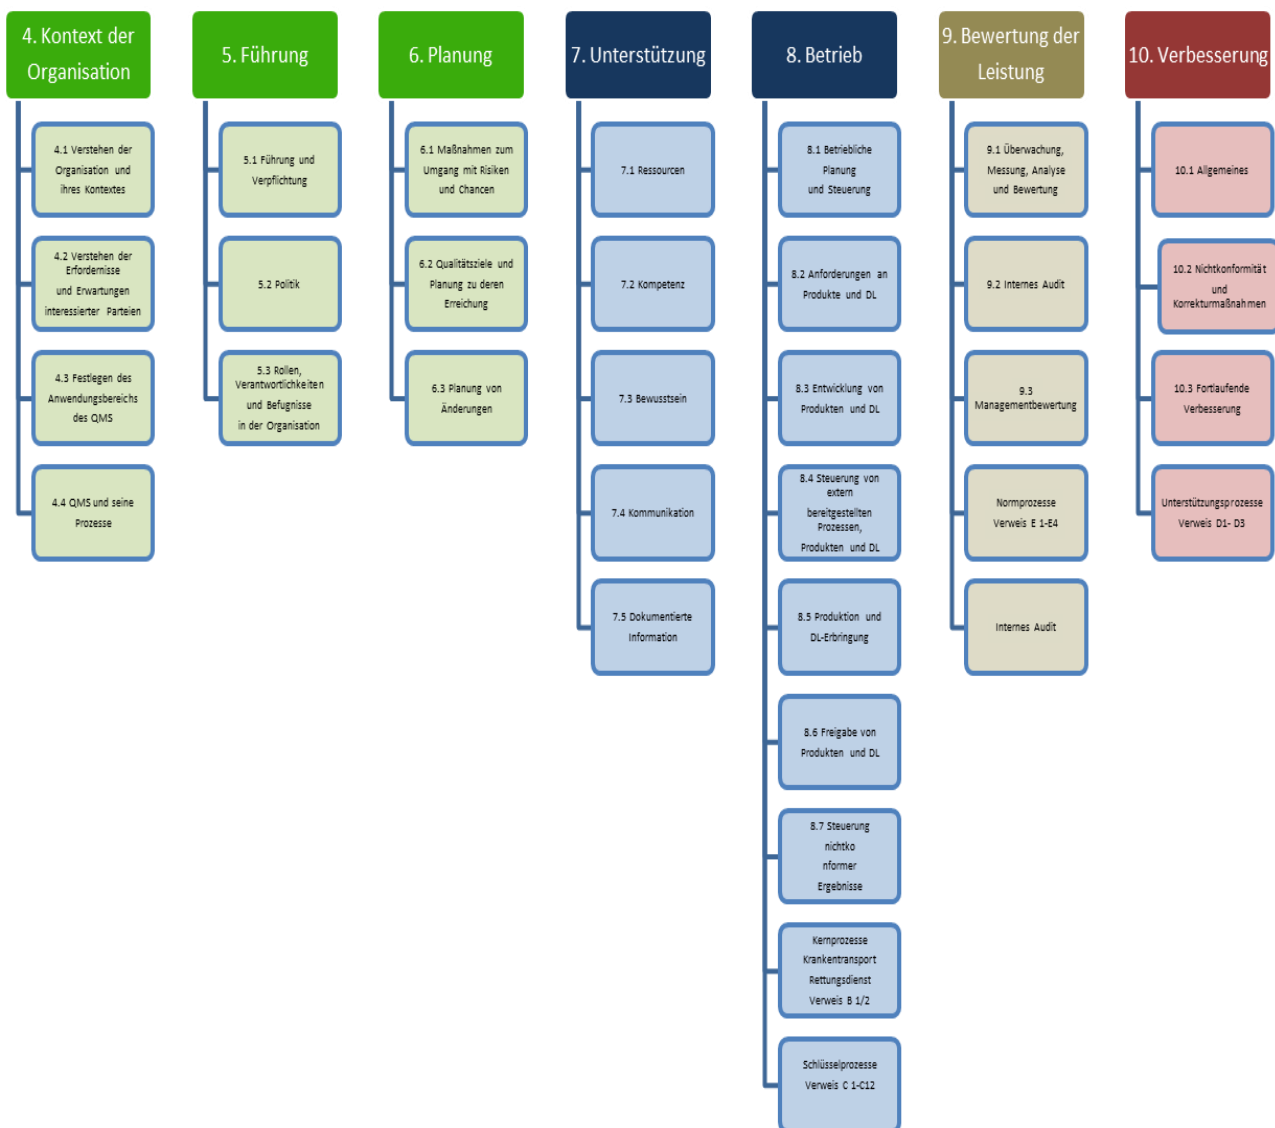 4. Kontext der
Organisation
4.1 Verstehen der
Organisation und
ihres Kontextes
4.2 Verstehen der
Erfordernisse
und Erwartungen
interessierter Parteien
4.3 Festlegen des
Anwendungsbereichs
des QMS
4.4 QMS und seine
Prozesse
5. Führung
5.1 Führung und
Verpflichtung
5.2 Politik
5.3 Rollen,
Verantwortlichkeiten
und Befugnisse
in der Organisation
6. Planung
6.1 Maßnahmen zum
Umgang mit Risiken
und Chancen
6.2 Qualitätsziele und
Planung zu deren
Erreichung
6.3 Planung von
Änderungen
7. Unterstützung
7.1 Ressourcen
7.2 Kompetenz
7.3 Bewusstsein
7.4 Kommunikation
7.5 Dokumentierte
Information
8. Betrieb
8.1 Betriebliche
Planung
und Steuerung
8.2 Anforderungen an
Produkte und DL
8.3 Entwicklung von
Produkten und DL
8.4 Steuerung von
extern
bereitgestellten
Prozessen,
Produkten und DL
8.5 Produktion und
DL-Erbringung
8.6 Freigabe von
Produkten und DL
8.7 Steuerung
nichtko
nformer
Ergebnisse
Kernprozesse
Krankentransport
Rettungsdienst
Verweis B 1/2
Schlüsselprozesse
Verweis C 1-C12
9. Bewertung der
Leistung
9.1 Überwachung,
Messung, Analyse
und Bewertung
9.2 Internes Audit
9.3
Managementbewertung
Normprozesse
Verweis E 1-E4
Internes Audit
10. Verbesserung
10.1 Allgemeines
10.2 Nichtkonformität
und
Korrekturmaßnahmen
10.3 Fortlaufende
Verbesserung
Unterstützungsprozesse
Verweis D1- D3